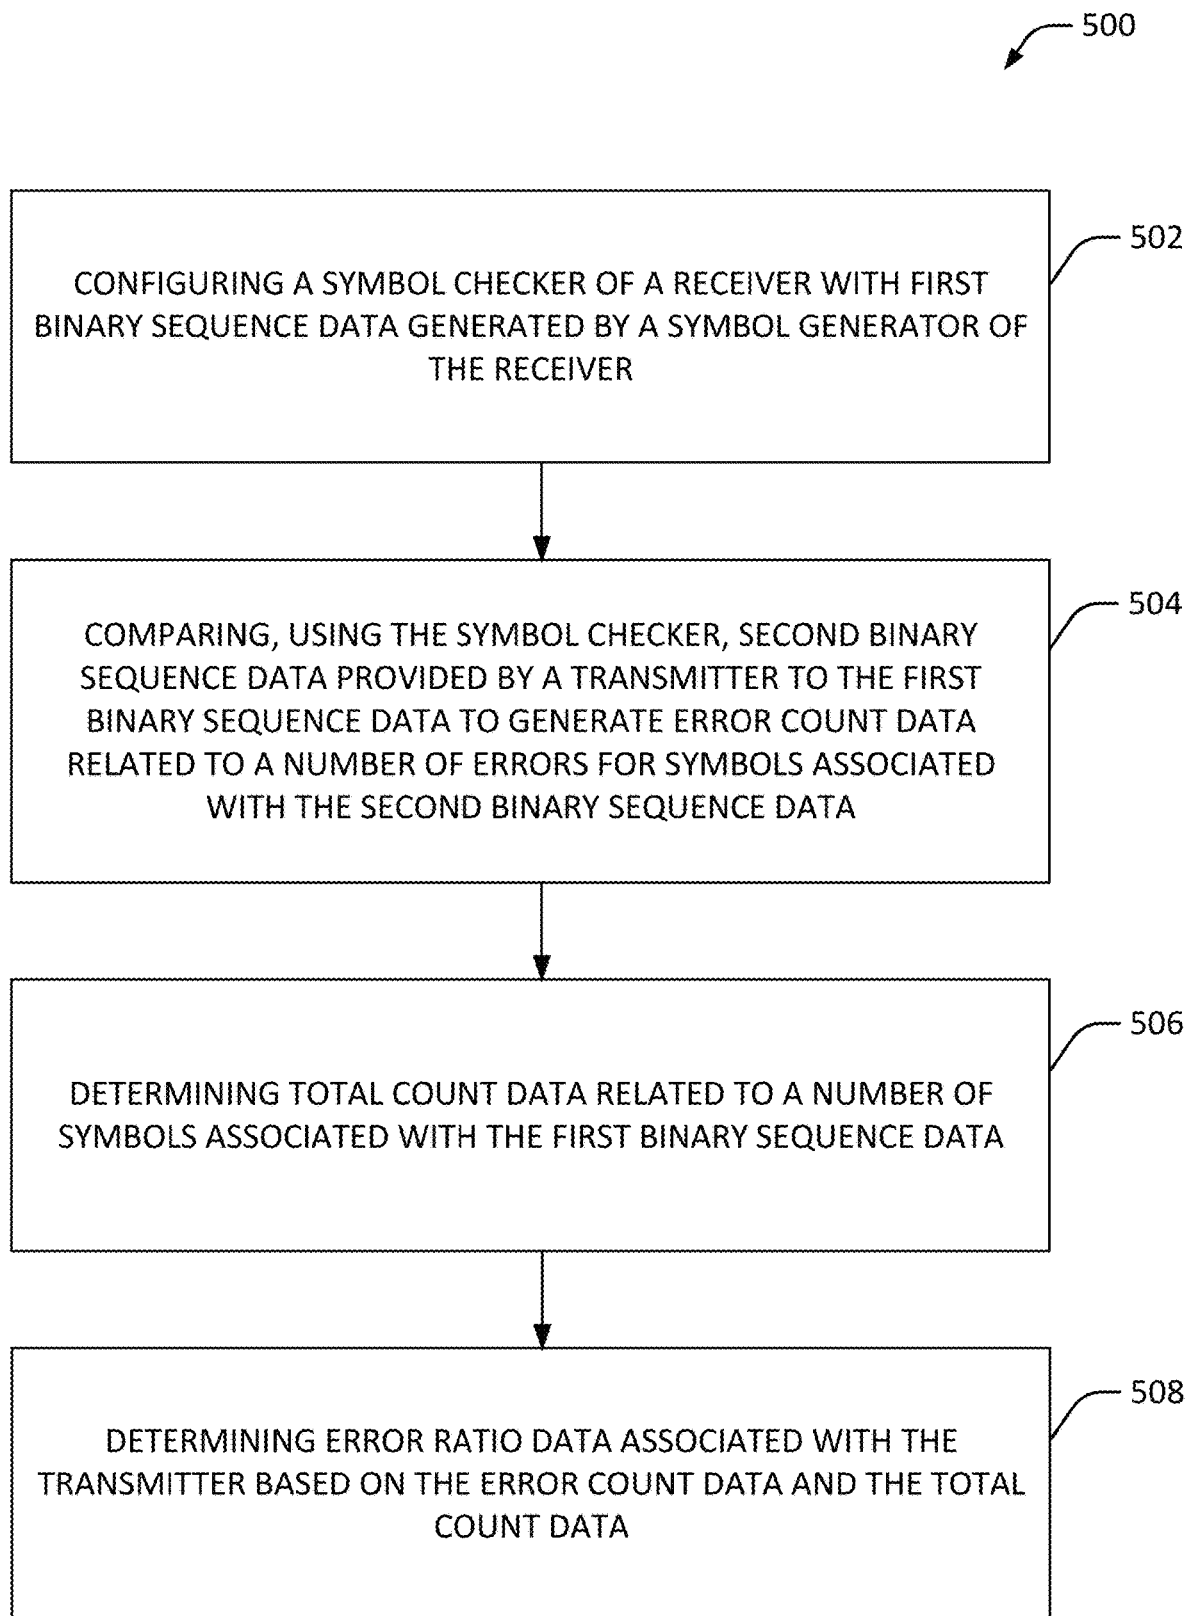 500
502
CONFIGURING A SYMBOL CHECKER OF A RECEIVER WITH FIRST
BINARY SEQUENCE DATA GENERATED BY A SYMBOL GENERATOR OF
THE RECEIVER
504
COMPARING, USING THE SYMBOL CHECKER, SECOND BINARY
SEQUENCE DATA PROVIDED BY A TRANSMITTER TO THE FIRST
BINARY SEQUENCE DATA TO GENERATE ERROR COUNT DATA
RELATED TO A NUMBER OF ERRORS FOR SYMBOLS ASSOCIATED
WITH THE SECOND BINARY SEQUENCE DATA
506
DETERMINING TOTAL COUNT DATA RELATED TO A NUMBER OF
SYMBOLS ASSOCIATED WITH THE FIRST BINARY SEQUENCE DATA
508
DETERMINING ERROR RATIO DATA ASSOCIATED WITH THE
TRANSMITTER BASED ON THE ERROR COUNT DATA AND THE TOTAL
COUNT DATA